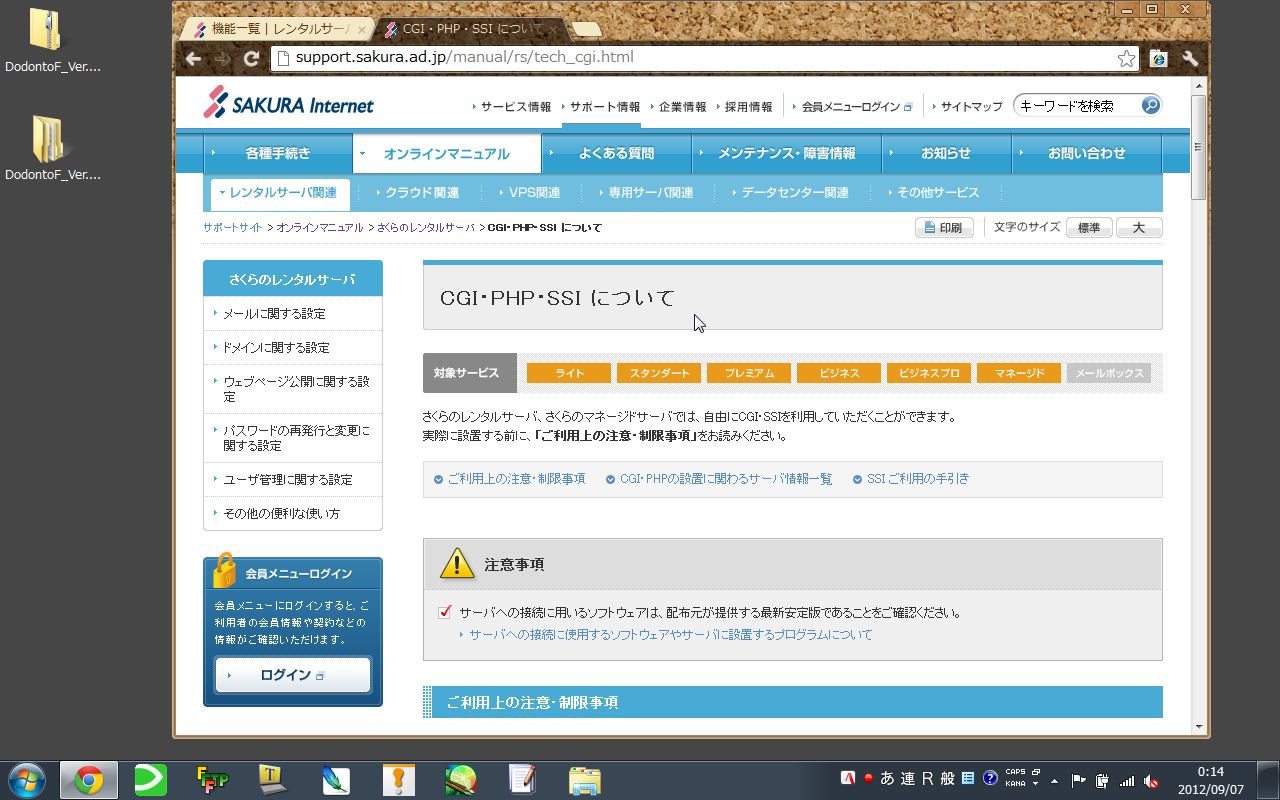 DodontoF_Ver....
DodontoF_Ver....
機能一覧 | レンタルサー
CGI・PHP・SSI について
support.sakura.ad.jp/manual/rs/tech_cgi.html
SAKURA Internet
サービス情報 サポート情報 企業情報 採用情報 会員メニューログイン サイトマップ キーワードを検索
各種手続き オンラインマニュアル よくある質問 メンテナンス・障害情報 お知らせ お問い合わせ
レンタルサーバ関連 クラウド関連 VPS関連 専用サーバ関連 データセンター関連 その他サービス
サポートサイト > オンラインマニュアル > さくらのレンタルサーバ > CGI・PHP・SSI について
印刷 文字のサイズ 標準 大
さくらのレンタルサーバ
メールに関する設定
ドメインに関する設定
ウェブページ公開に関する設
定
パスワードの再発行と変更に
関する設定
ユーザ管理に関する設定
その他の便利な使い方
会員メニューログイン
会員メニューにログインすると、ご
利用者の会員情報や契約などの
情報がご確認いただけます。
ログイン
CGI・PHP・SSI について
対象サービス ライト スタンダード プレミアム ビジネス ビジネスプロ マネージド メールボックス
さくらのレンタルサーバ、さくらのマネージドサーバでは、自由にCGI・SSIを利用していただくことができます。
実際に設置する前に、「ご利用上の注意・制限事項」をお読みください。
ご利用上の注意・制限事項 CGI・PHPの設置に関わるサーバ情報一覧 SSI ご利用の手引き
注意事項
サーバへの接続に用いるソフトウェアは、配布元が提供する最新安定版であることをご確認ください。
サーバへの接続に使用するソフトウェアやサーバに設置するプログラムについて
ご利用上の注意・制限事項
FFFTP
T
A あ 連 R 般 CAPS KANA
0:14
2012/09/07